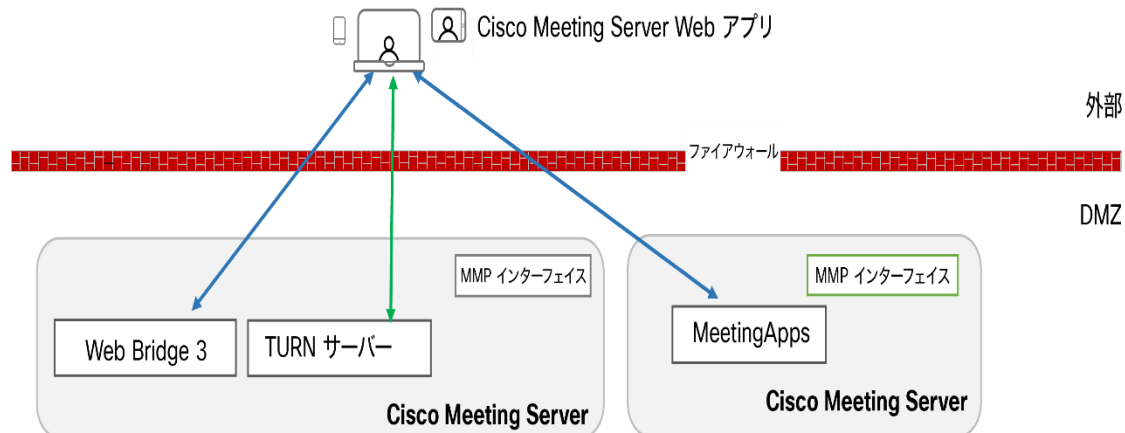 Cisco Meeting Server Web アプリ
外部
ファイアウォール
DMZ
MMP インターフェイス
MMP インターフェイス
Web Bridge 3
TURN サーバー
MeetingApps
Cisco Meeting Server
Cisco Meeting Server